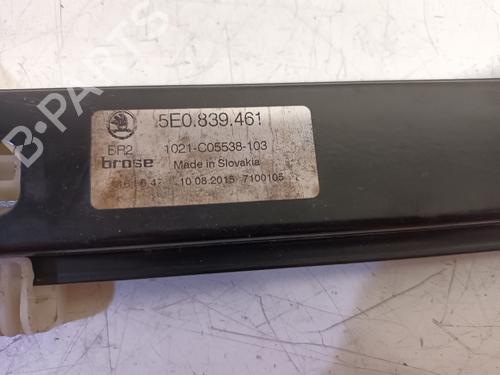 B-PARTS
5E0.839.461
BR2
1021-C05538-103
brose
Made in Slovakia
10.08.2015 7100105